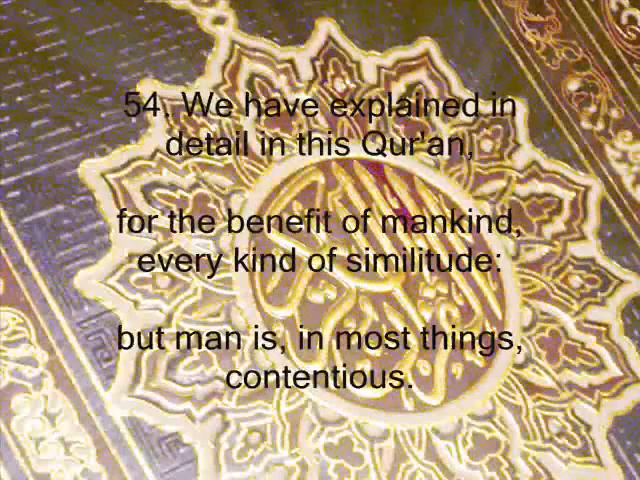 54. We have explained in
detail in this Qur'an,
for the benefit of mankind,
every kind of similitude:
but man is, in most things,
contentious.